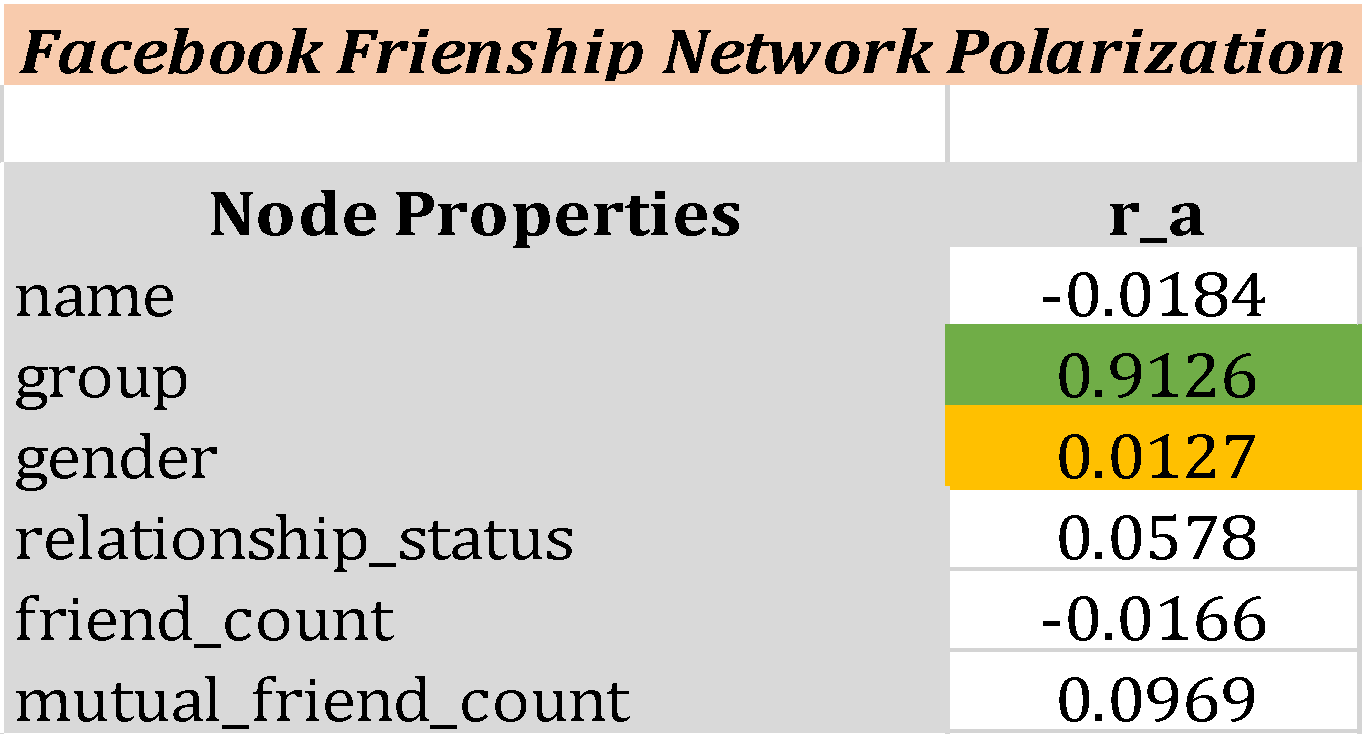 Facebook Frienship Network Polarization
Node Properties r_a
name -0.0184
group 0.9126
gender 0.0127
relationship_status 0.0578
friend_count -0.0166
mutual_friend_count 0.0969